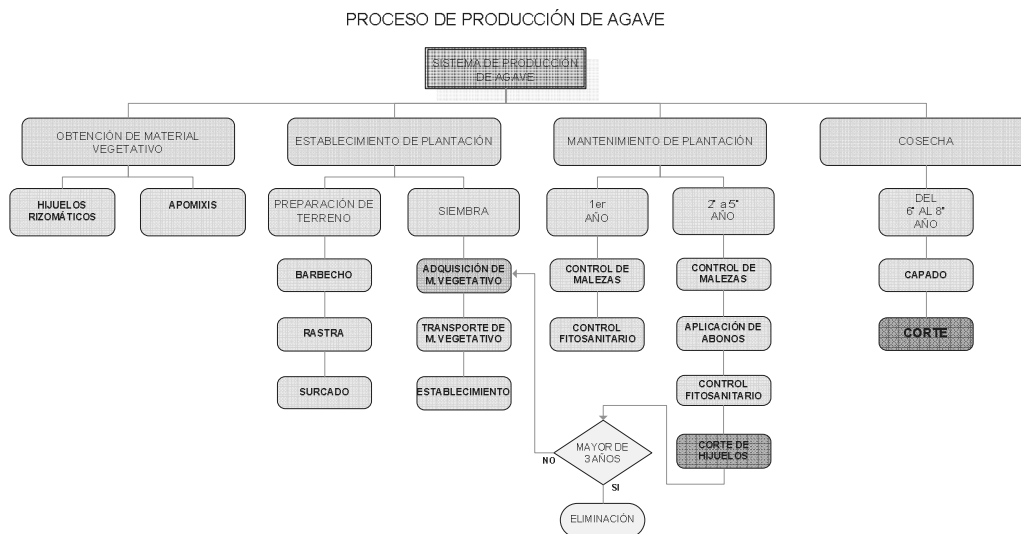 PROCESO DE PRODUCCIÓN DE AGAVE
SISTEMA DE PRODUCCIÓN
DE AGAVE
OBTENCIÓN DE MATERIAL
VEGETATIVO
ESTABLECIMIENTO DE PLANTACIÓN
MANTENIMIENTO DE PLANTACIÓN
COSECHA
HIJUELOS
RIZOMÁTICOS
APOMIXIS
PREPARACIÓN DE
TERRENO
SIEMBRA
1er
AÑO
2° a 5°
AÑO
DEL
6° AL 8°
AÑO
BARBECHO
ADQUISICIÓN DE
M. VEGETATIVO
CONTROL DE
MALEZAS
CONTROL DE
MALEZAS
CAPADO
RASTRA
TRANSPORTE DE
M. VEGETATIVO
CONTROL
FITOSANITARIO
APLICACIÓN DE
ABONOS
CORTE
SURCADO
ESTABLECIMIENTO
CONTROL
FITOSANITARIO
MAYOR DE
3 AÑOS
CORTE DE
HIJUELOS
NO
SI
ELIMINACIÓN